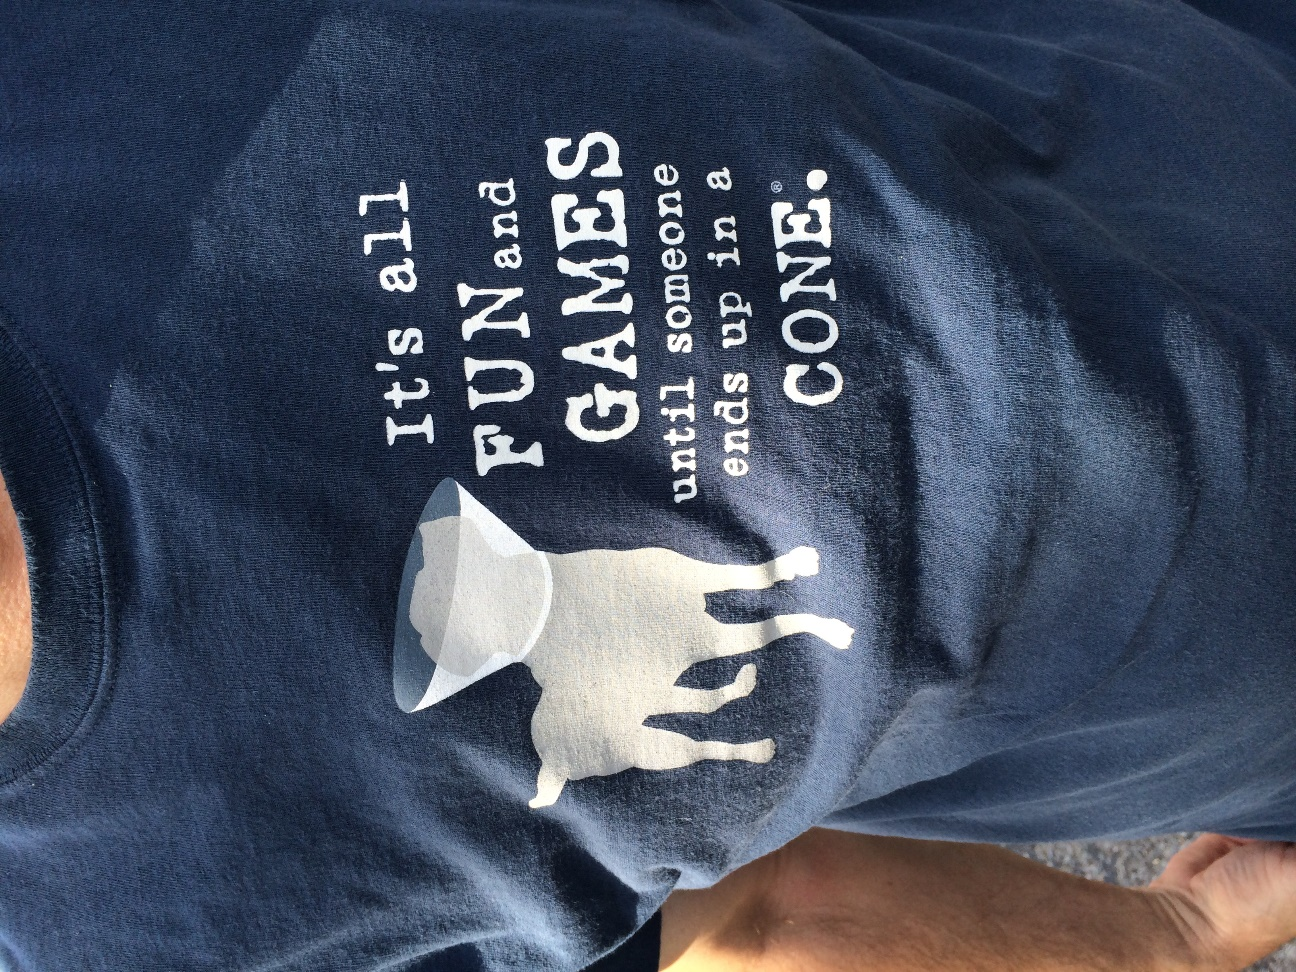 It's all
FUN and
GAMES
until someone
ends up in a
CONE.®